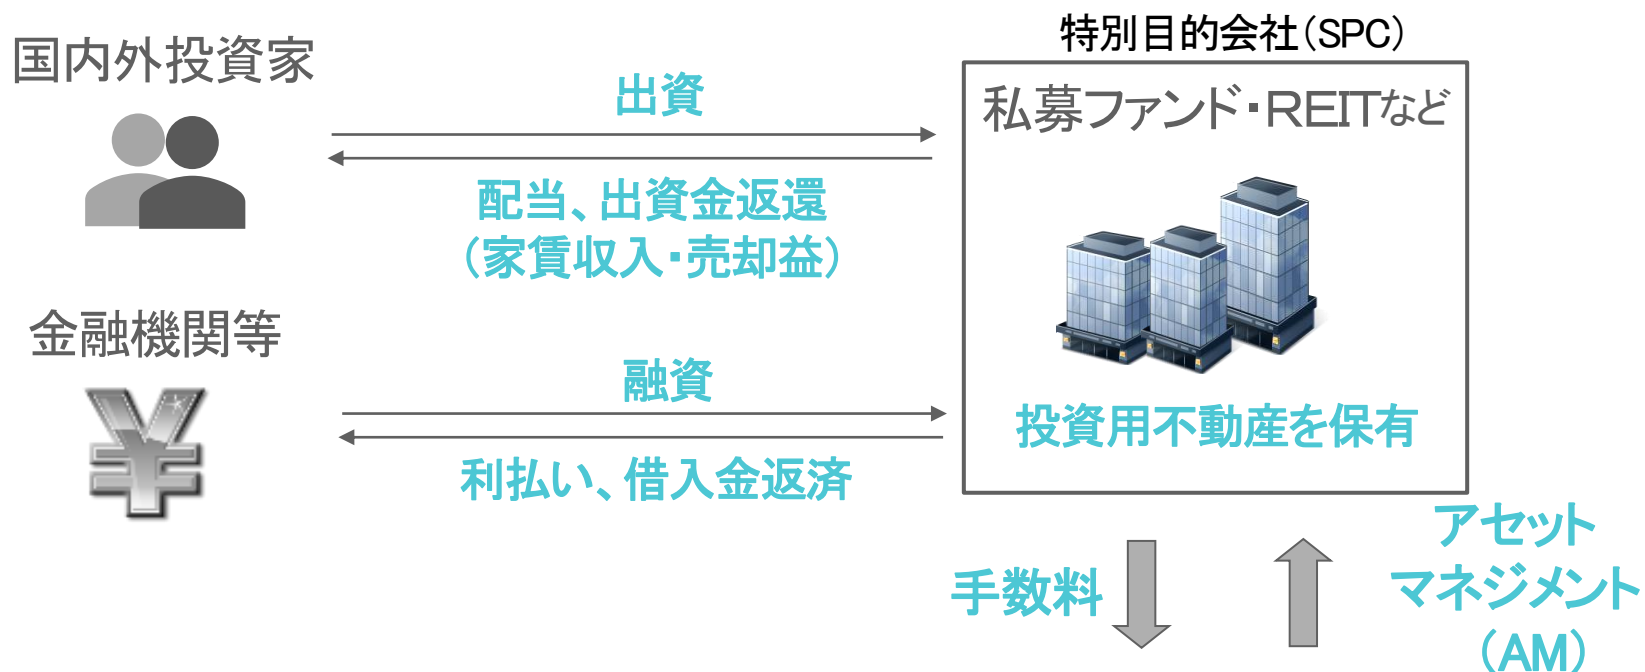 特別目的会社(SPC)
国内外投資家
出資
私募ファンド・REITなど
配当、出資金返還
(家賃収入・売却益)
金融機関等
融資
投資用不動産を保有
利払い、借入金返済
手数料
アセット
マネジメント
(AM)